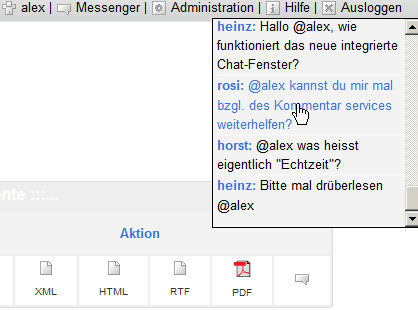 alex | Messenger | Administration | Hilfe | Ausloggen
heinz: Hallo @alex, wie
funktioniert das neue integrierte
Chat-Fenster?
rosi: @alex kannst du mir mal
bzgl. des Kommentar services
weiterhelfen?
horst: @alex was heisst
eigentlich "Echtzeit"?
heinz: Bitte mal drüberlesen
@alex
nte :::...
Aktion
XML HTML RTF PDF